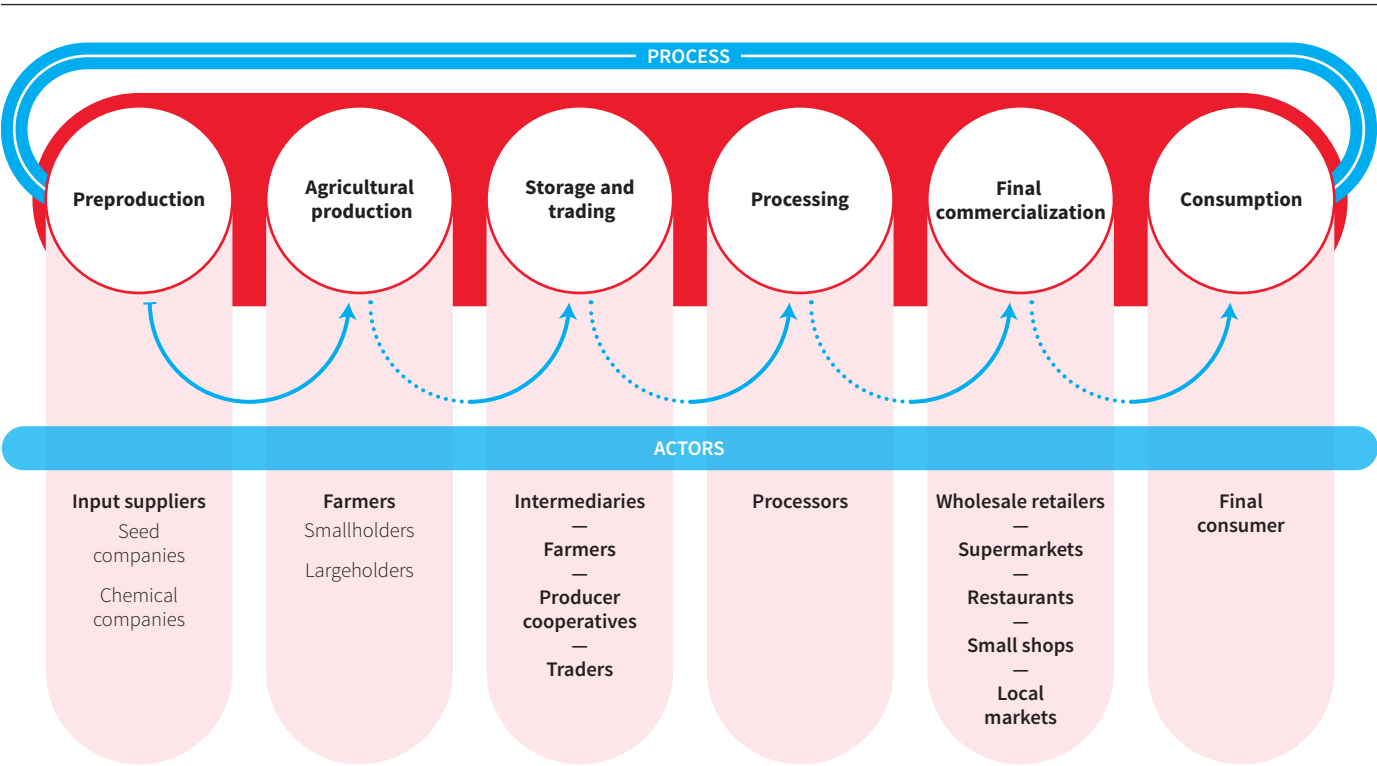 PROCESS
Preproduction
Agricultural
production
Storage and
trading
Processing
Final
commercialization
Consumption
ACTORS
Input suppliers
Seed
companies
Chemical
companies
Farmers
Smallholders
Largeholders
Intermediaries
—
Farmers
—
Producer
cooperatives
—
Traders
Processors
Wholesale retailers
—
Supermarkets
—
Restaurants
—
Small shops
—
Local
markets
Final
consumer